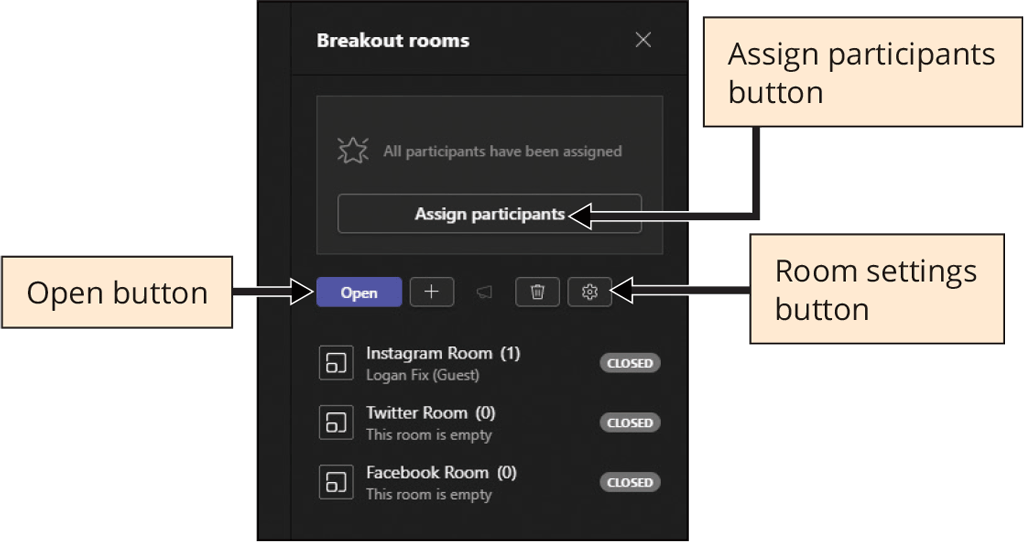 Breakout rooms
Assign participants
button
All participants have been assigned
Assign participants
Room settings
button
Open button
Open
Instagram Room (1)
Logan Fix (Guest)
CLOSED
Twitter Room (0)
This room is empty
CLOSED
Facebook Room (0)
This room is empty
CLOSED